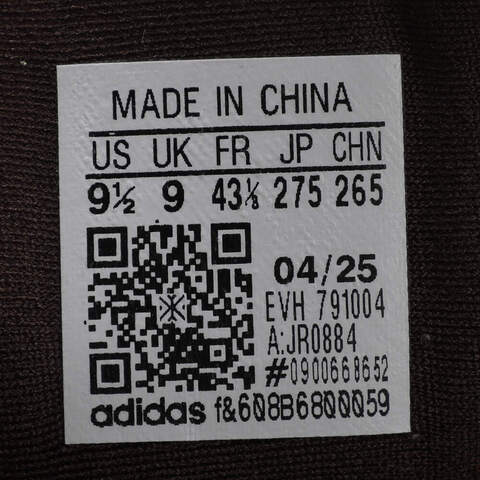 MADE IN CHINA
US UK FR JP CHN
9½ 9 43⅓ 275 265
04/25
EVH 791004
A:JR0884
#0900668652
adidas f&608B6800059